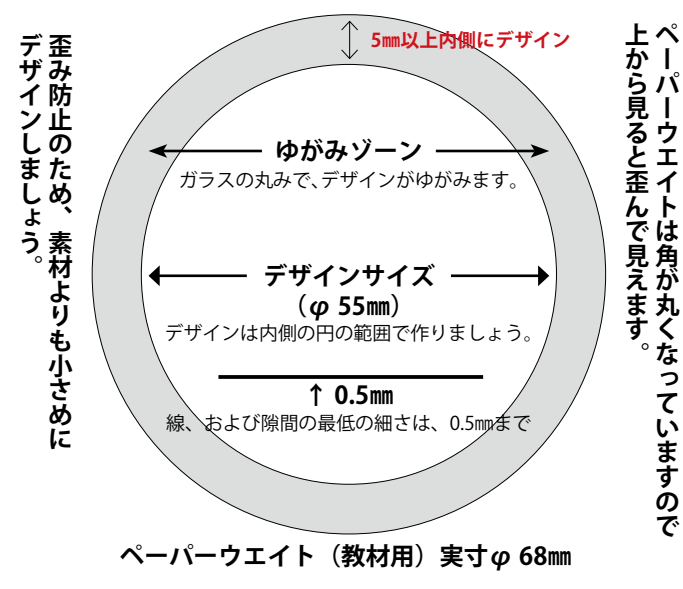 ペーパーウエイトは角が丸くなっていますので
上から見ると歪んで見えます。
5㎜以上内側にデザイン
ゆがみゾーン
ガラスの丸みで、デザインがゆがみます。
デザインサイズ
（φ 55㎜）
デザインは内側の円の範囲で作りましょう。
↑ 0.5㎜
線、および隙間の最低の細さは、0.5㎜まで
歪み防止のため、素材よりも小さめに
デザインしましょう。
ペーパーウエイト（教材用）実寸φ 68㎜